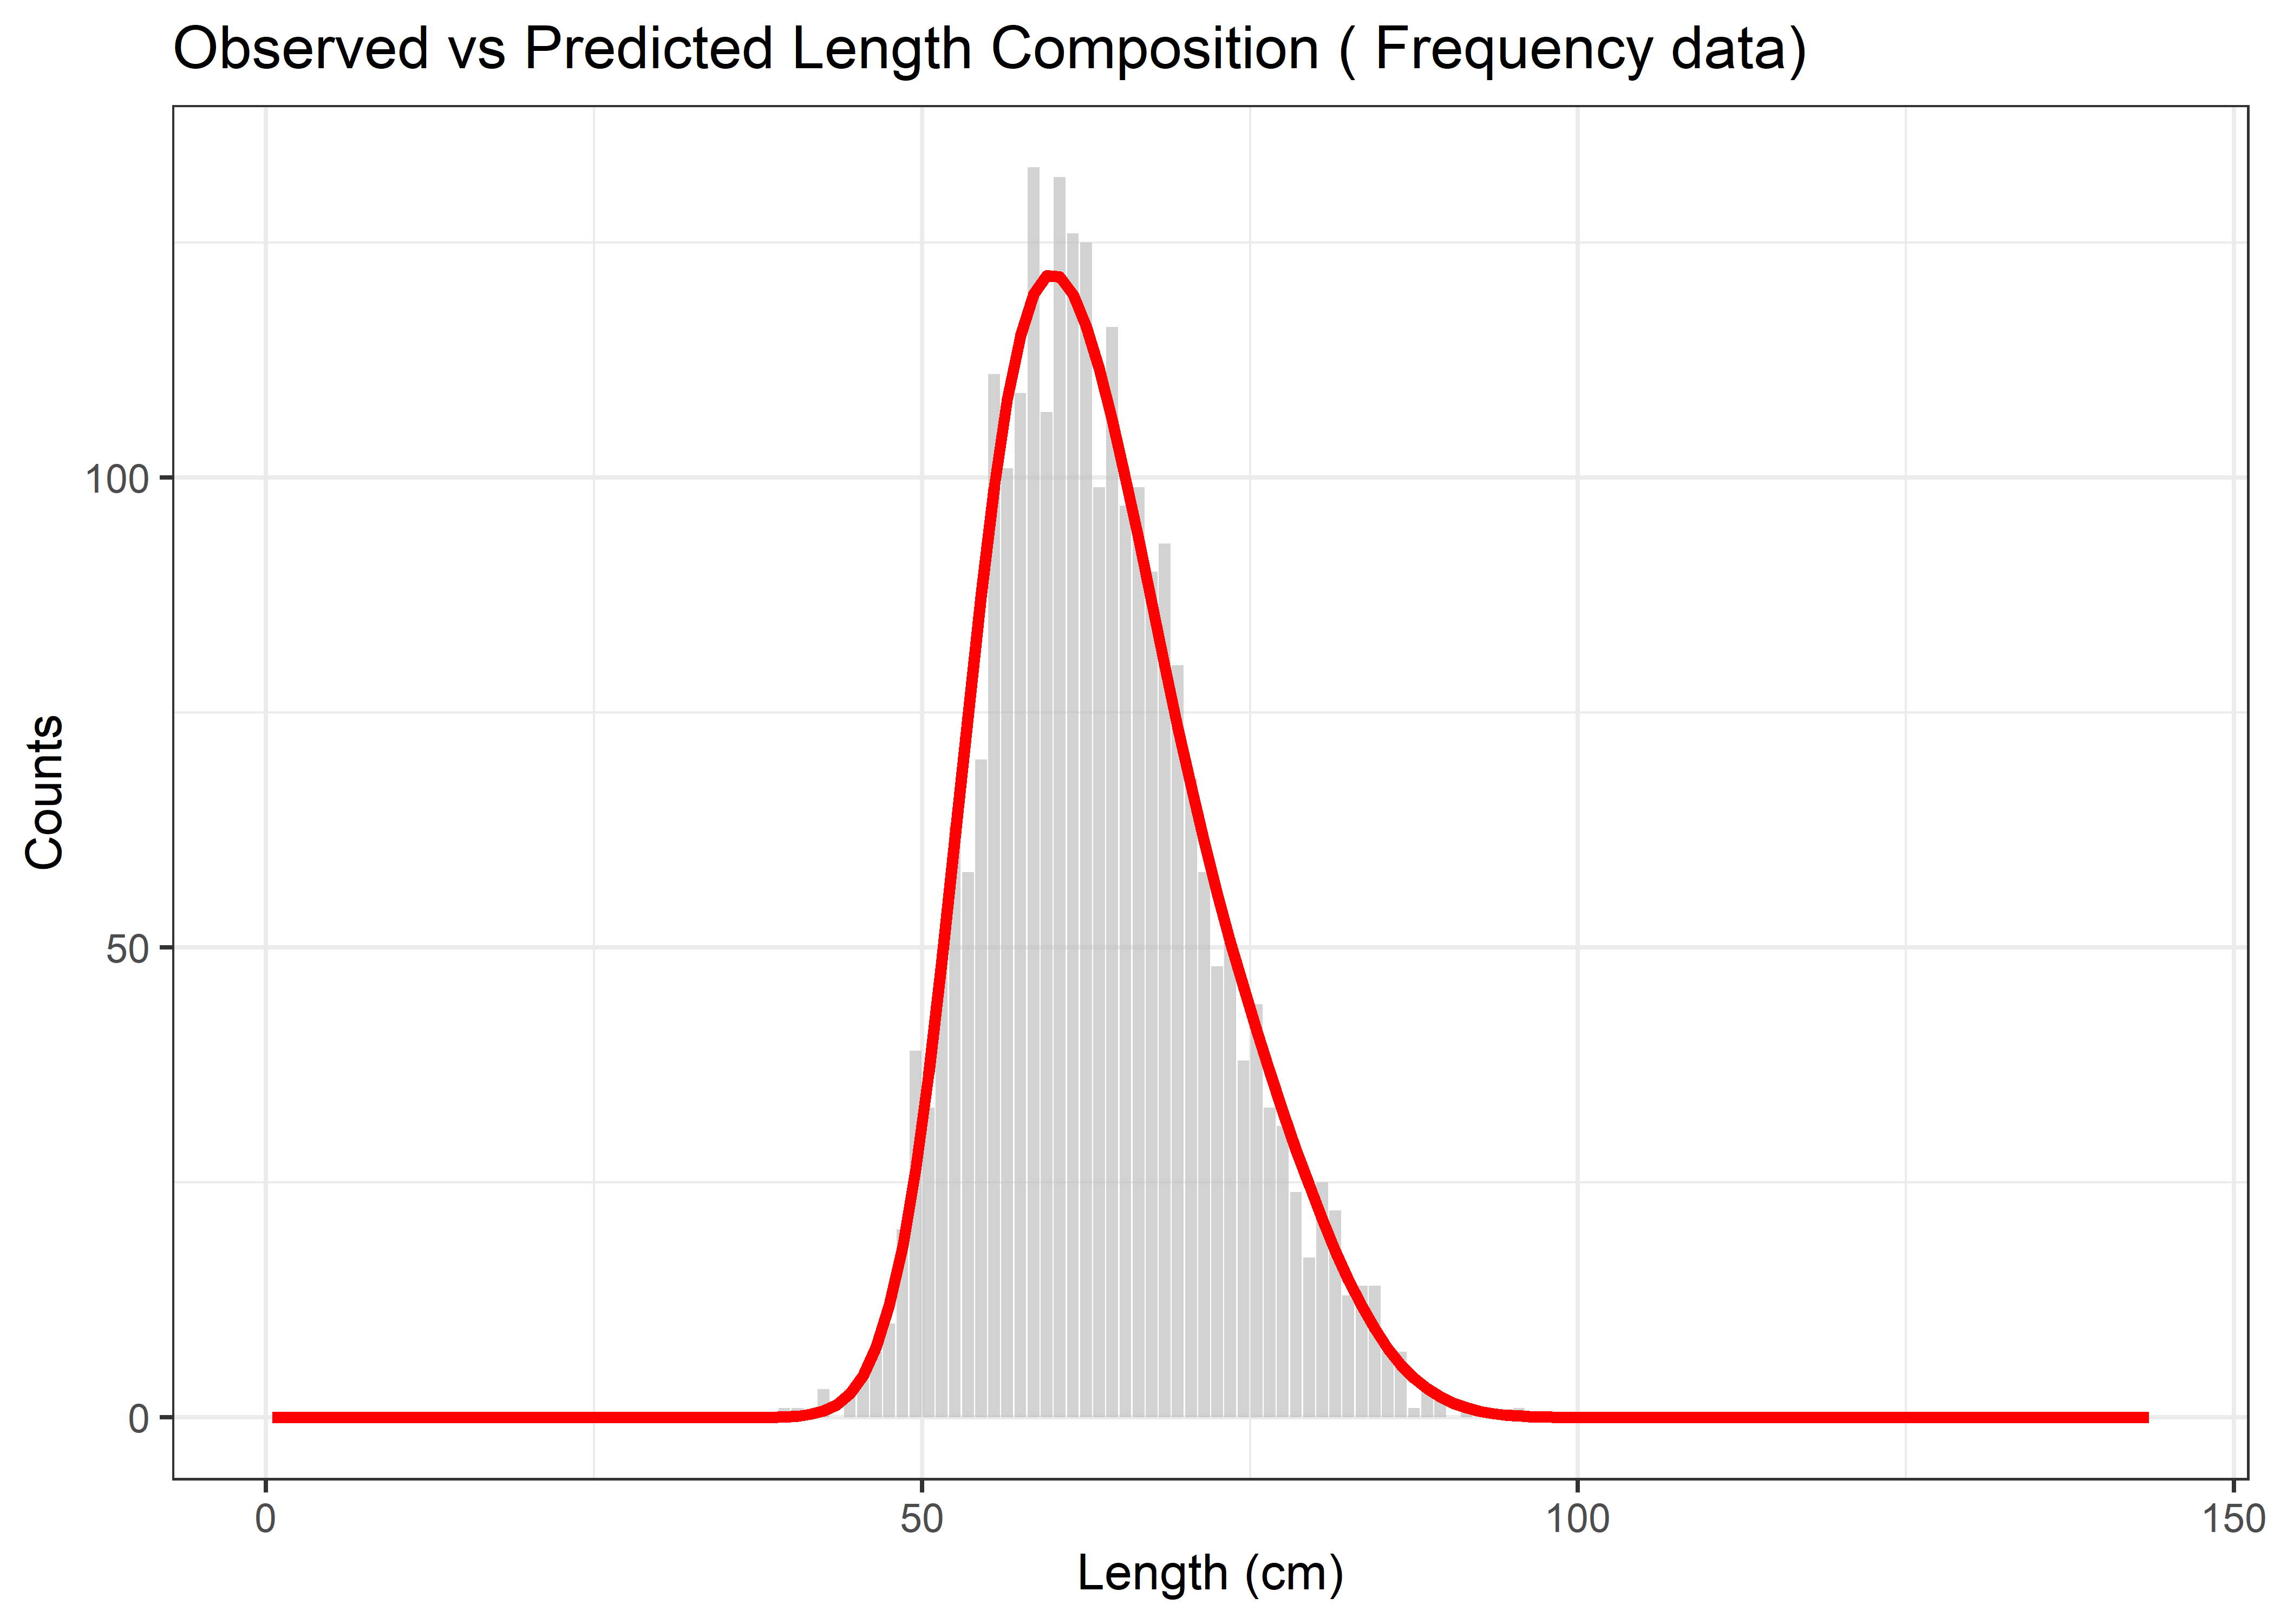 Observed vs Predicted Length Composition ( Frequency data)
100
50
0
Counts
0 50 100 150
Length (cm)